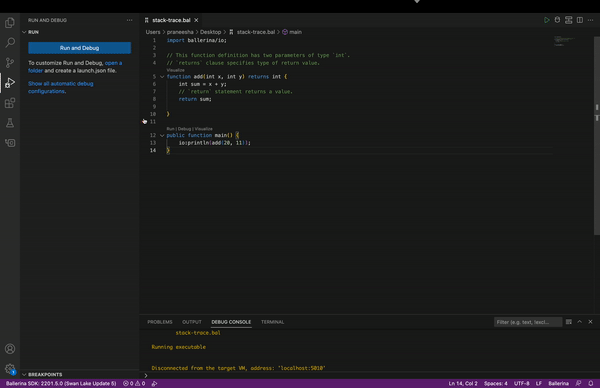 RUN AND DEBUG
RUN
Run and Debug
To customize Run and Debug, open a
folder and create a launch.json file.
Show all automatic debug
configurations.
BREAKPOINTS
stack-trace.bal
Users > praneesha > Desktop > stack-trace.bal > main
1 import ballerina/io;
2
3 // This function definition has two parameters of type `int`.
4 // `returns` clause specifies type of return value.
Visualize
5 function add(int x, int y) returns int {
6 int sum = x + y;
7 // `return` statement returns a value.
8 return sum;
9
10 }
11
Run | Debug | Visualize
12 public function main() {
13 io:println(add(20, 11));
14 }
PROBLEMS OUTPUT DEBUG CONSOLE TERMINAL
Filter (e.g. text, !excl...
stack-trace.bal
Running executable
Disconnected from the target VM, address: 'localhost:5010'
Ballerina SDK: 2201.5.0 (Swan Lake Update 5) 0 0 Ln 14, Col 2 Spaces: 4 UTF-8 LF Ballerina